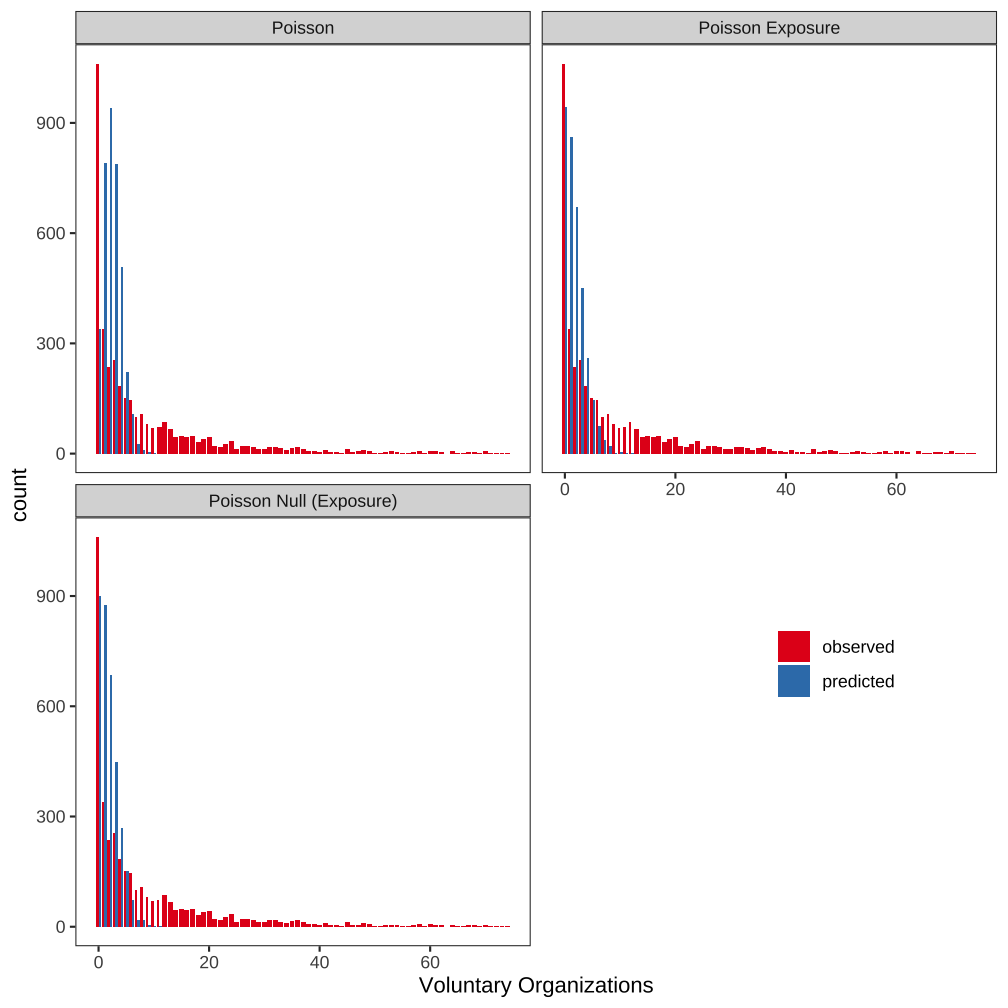 Poisson
Poisson Exposure
900
600
300
0
0
20
40
60
Poisson Null (Exposure)
900
600
300
0
0
20
40
60
count
Voluntary Organizations
observed
predicted